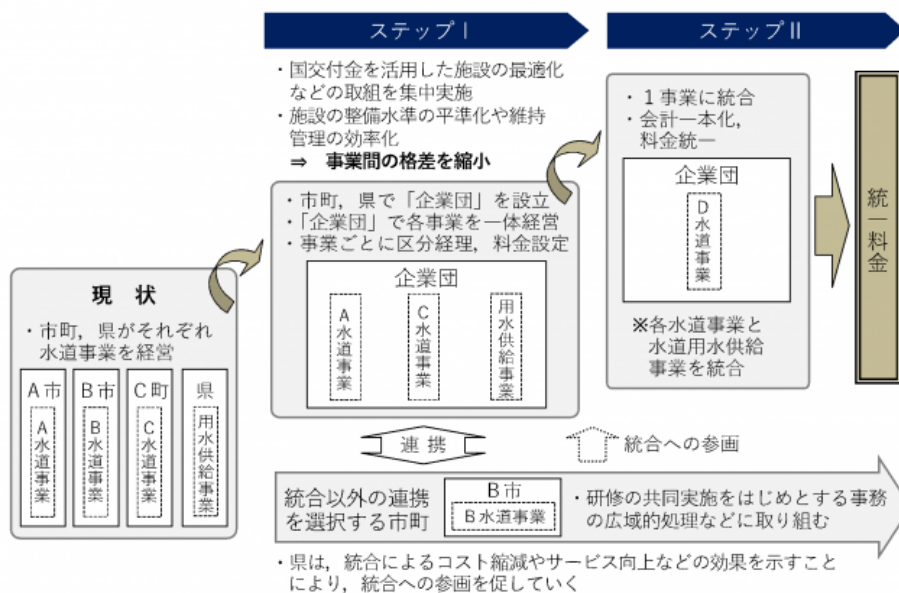 ステップⅠ
ステップⅡ
・国交付金を活用した施設の最適化
などの取組を集中実施
・施設の整備水準の平準化や維持
管理の効率化
⇒ 事業間の格差を縮小
・１事業に統合
・会計一本化，
料金統一
企業団
D水道事業
※各水道事業と
水道用水供給
事業を統合
統一料金
・市町，県で「企業団」を設立
・「企業団」で各事業を一体経営
・事業ごとに区分経理，料金設定
企業団
A水道事業
C水道事業
用水供給事業
現 状
・市町，県がそれぞれ
水道事業を経営
A市
B市
C町
県
A水道事業
B水道事業
C水道事業
用水供給事業
連 携
統合への参画
統合以外の連携
を選択する市町
B市
B水道事業
・研修の共同実施をはじめとする事務
の広域的処理などに取り組む
・県は，統合によるコスト縮減やサービス向上などの効果を示すこと
により，統合への参画を促していく